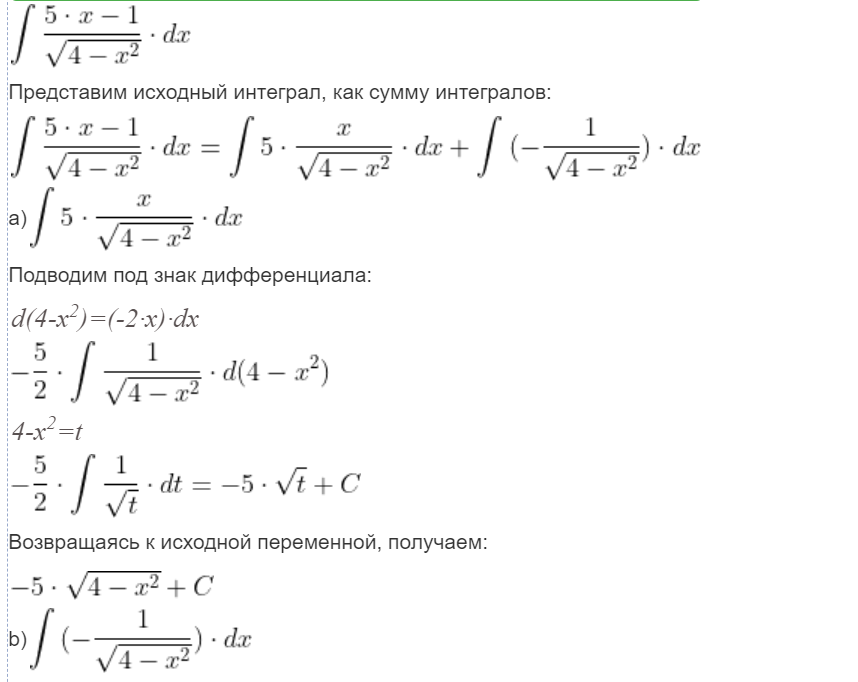 ∫ (5·x − 1)/√(4 − x²) · dx
Представим исходный интеграл, как сумму интегралов:
∫ (5·x − 1)/√(4 − x²) · dx = ∫ 5 · x/√(4 − x²) · dx + ∫ (−1/√(4 − x²)) · dx
a) ∫ 5 · x/√(4 − x²) · dx
Подводим под знак дифференциала:
d(4-x²)=(-2·x)·dx
−5/2 · ∫ 1/√(4 − x²) · d(4 − x²)
4-x²=t
−5/2 · ∫ 1/√t · dt = −5 · √t + C
Возвращаясь к исходной переменной, получаем:
−5 · √(4 − x²) + C
b) ∫ (−1/√(4 − x²)) · dx